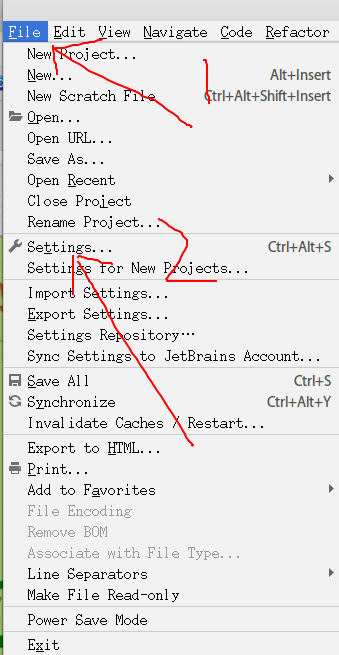 File Edit View Navigate Code Refactor
New Project...
New... Alt+Insert
New Scratch File Ctrl+Alt+Shift+Insert
Open...
Open URL...
Save As...
Open Recent
Close Project
Rename Project...
Settings... Ctrl+Alt+S
Settings for New Projects...
Import Settings...
Export Settings...
Settings Repository…
Sync Settings to JetBrains Account...
Save All Ctrl+S
Synchronize Ctrl+Alt+Y
Invalidate Caches / Restart...
Export to HTML...
Print...
Add to Favorites
File Encoding
Remove BOM
Associate with File Type...
Line Separators
Make File Read-only
Power Save Mode
Exit
1
2